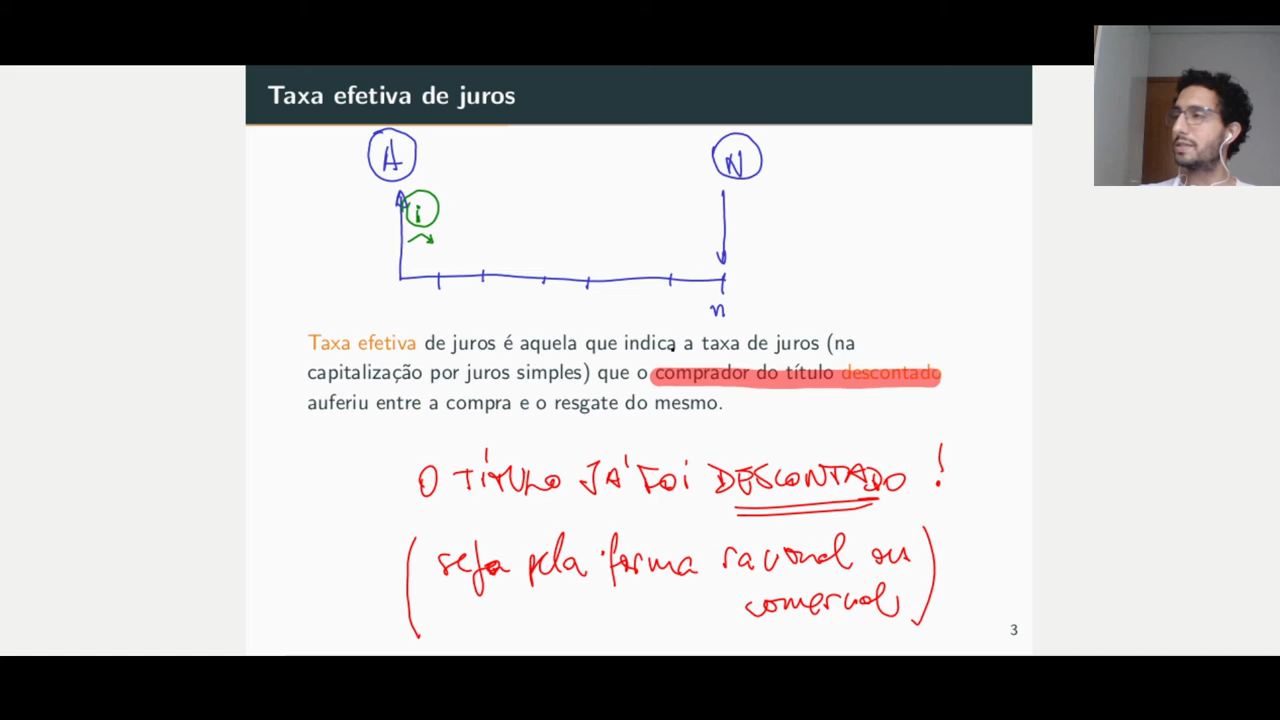 Taxa efetiva de juros
A
N
i
n
Taxa efetiva de juros é aquela que indica a taxa de juros (na
capitalização por juros simples) que o comprador do título descontado
auferiu entre a compra e o resgate do mesmo.
O TÍTULO JÁ FOI DESCONTADO!
(seja pela forma racional ou
comercial)
3